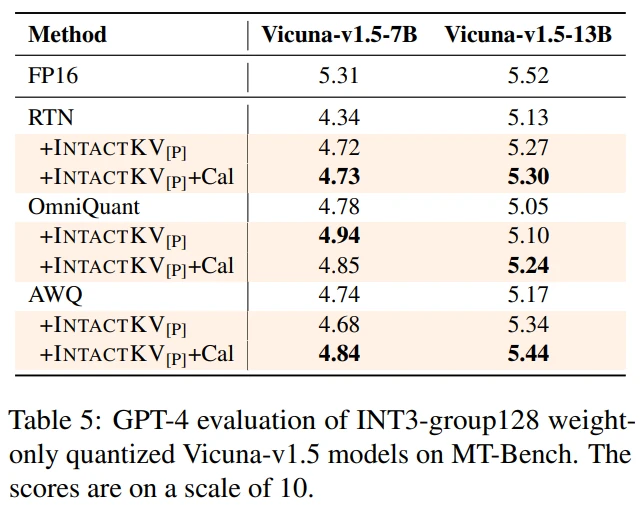 Method Vicuna-v1.5-7B Vicuna-v1.5-13B
FP16 5.31 5.52
RTN 4.34 5.13
+INTACTKV[P] 4.72 5.27
+INTACTKV[P]+Cal 4.73 5.30
OmniQuant 4.78 5.05
+INTACTKV[P] 4.94 5.10
+INTACTKV[P]+Cal 4.85 5.24
AWQ 4.74 5.17
+INTACTKV[P] 4.68 5.34
+INTACTKV[P]+Cal 4.84 5.44
Table 5: GPT-4 evaluation of INT3-group128 weight-
only quantized Vicuna-v1.5 models on MT-Bench. The
scores are on a scale of 10.